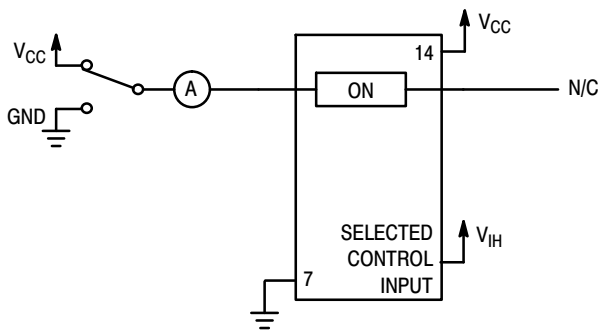 VCC
14
VCC
A
ON
N/C
GND
SELECTED
CONTROL
INPUT
VIH
7